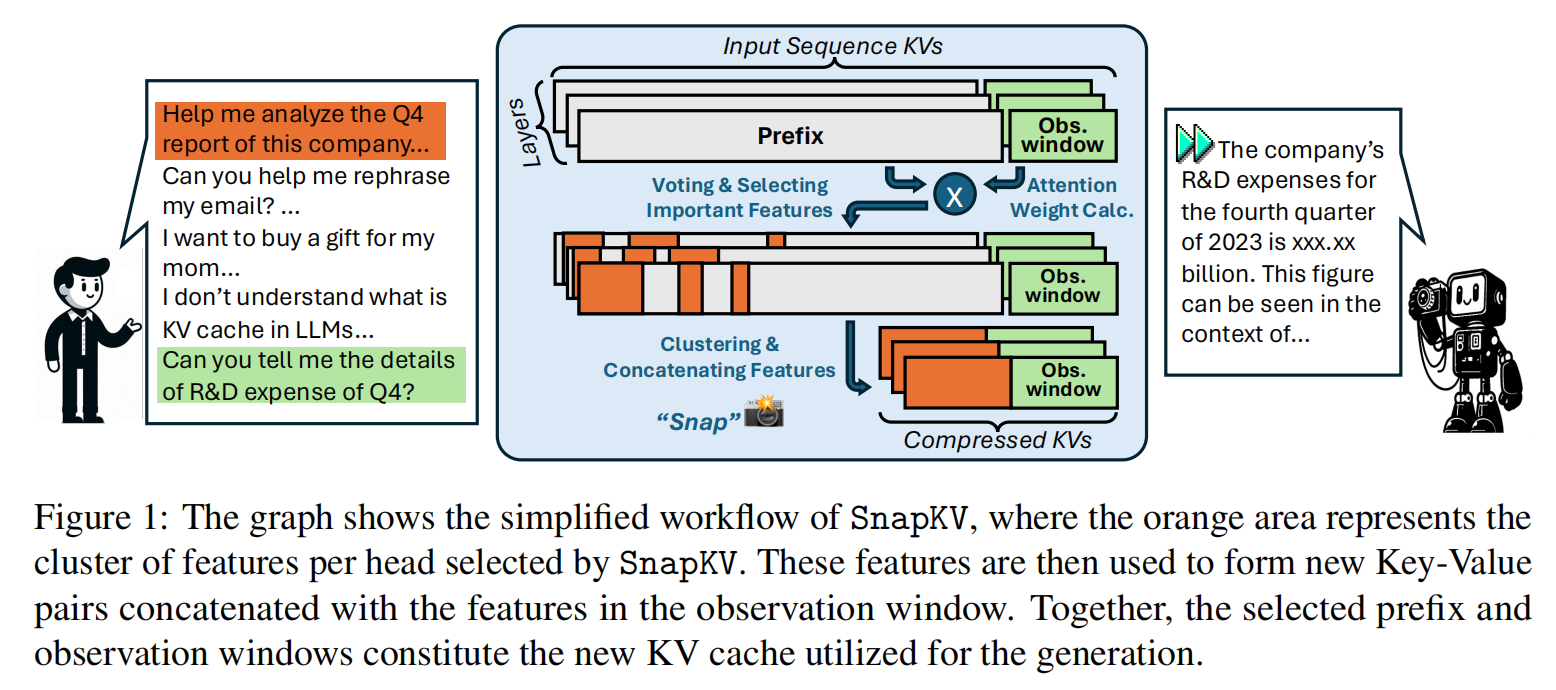 Help me analyze the Q4
report of this company...
Can you help me rephrase
my email? ...
I want to buy a gift for my
mom...
I don’t understand what is
KV cache in LLMs...
Can you tell me the details
of R&D expense of Q4?
Input Sequence KVs
Layers
Prefix
Obs.
window
Voting & Selecting
Important Features
X
Attention
Weight Calc.
Obs.
window
Clustering &
Concatenating Features
“Snap”
Obs.
window
Compressed KVs
The company’s
R&D expenses for
the fourth quarter
of 2023 is xxx.xx
billion. This figure
can be seen in the
context of...
Figure 1: The graph shows the simplified workflow of SnapKV, where the orange area represents the
cluster of features per head selected by SnapKV. These features are then used to form new Key-Value
pairs concatenated with the features in the observation window. Together, the selected prefix and
observation windows constitute the new KV cache utilized for the generation.